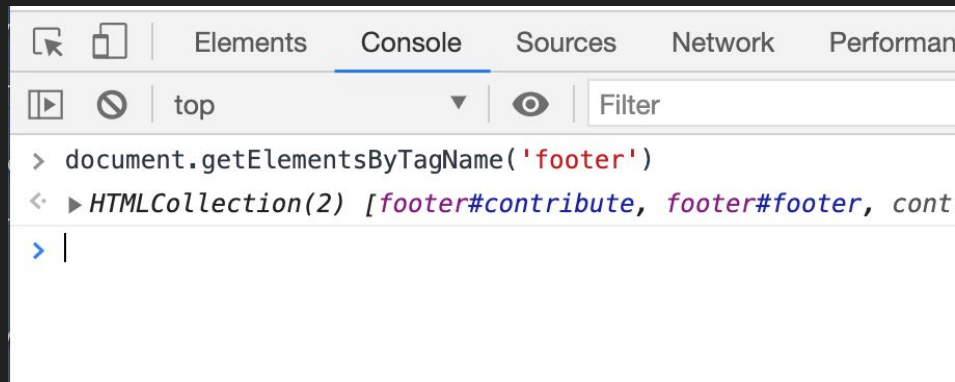 Elements Console Sources Network Performan
top Filter
> document.getElementsByTagName('footer')
HTMLCollection(2) [footer#contribute, footer#footer, cont
>